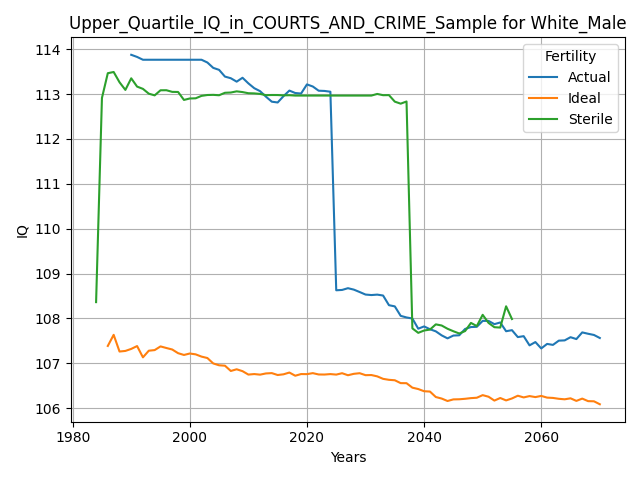 Upper_Quartile_IQ_in_COURTS_AND_CRIME_Sample for White_Male
Fertility
Actual
Ideal
Sterile
114
113
112
111
110
109
108
107
106
IQ
1980
2000
2020
2040
2060
Years